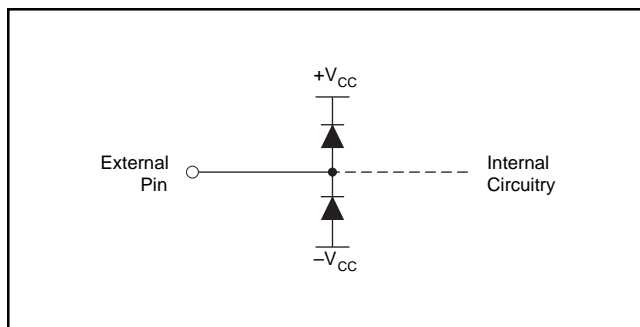 +VCC
External
Pin
Internal
Circuitry
–VCC